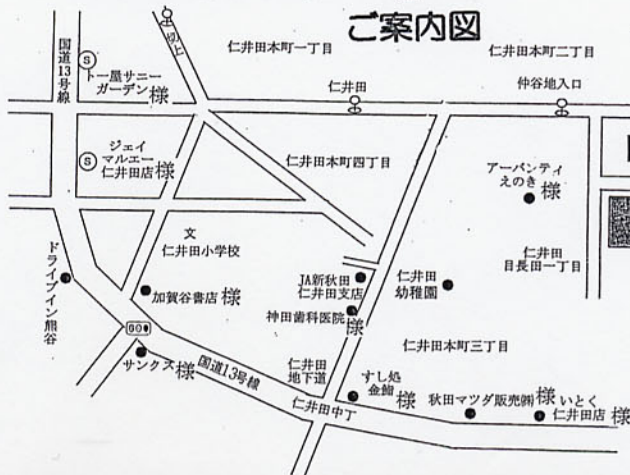 ご案内図
国道13号線
切上
仁井田本町一丁目
仁井田本町二丁目
S
トー屋サニー
ガーデン様
仁井田
仲谷地入口
S
ジェイ
マルエー
仁井田店様
仁井田本町四丁目
アーバンティ
えのき様
文
仁井田小学校
仁井田
目長田一丁目
ドライブイン熊谷
加賀谷書店様
JA新秋田
仁井田支店
仁井田
幼稚園
神田歯科医院様
仁井田本町三丁目
サンクス様
国道13号線
仁井田
地下道
すし処
金鮨様
仁井田中丁
秋田マツダ販売㈱様
いとく
仁井田店様